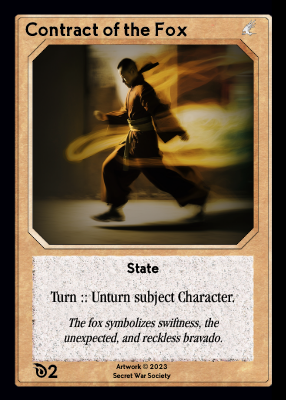 Contract of the Fox
State
Turn :: Unturn subject Character.
The fox symbolizes swiftness, the
unexpected, and reckless bravado.
2
Artwork © 2023
Secret War Society